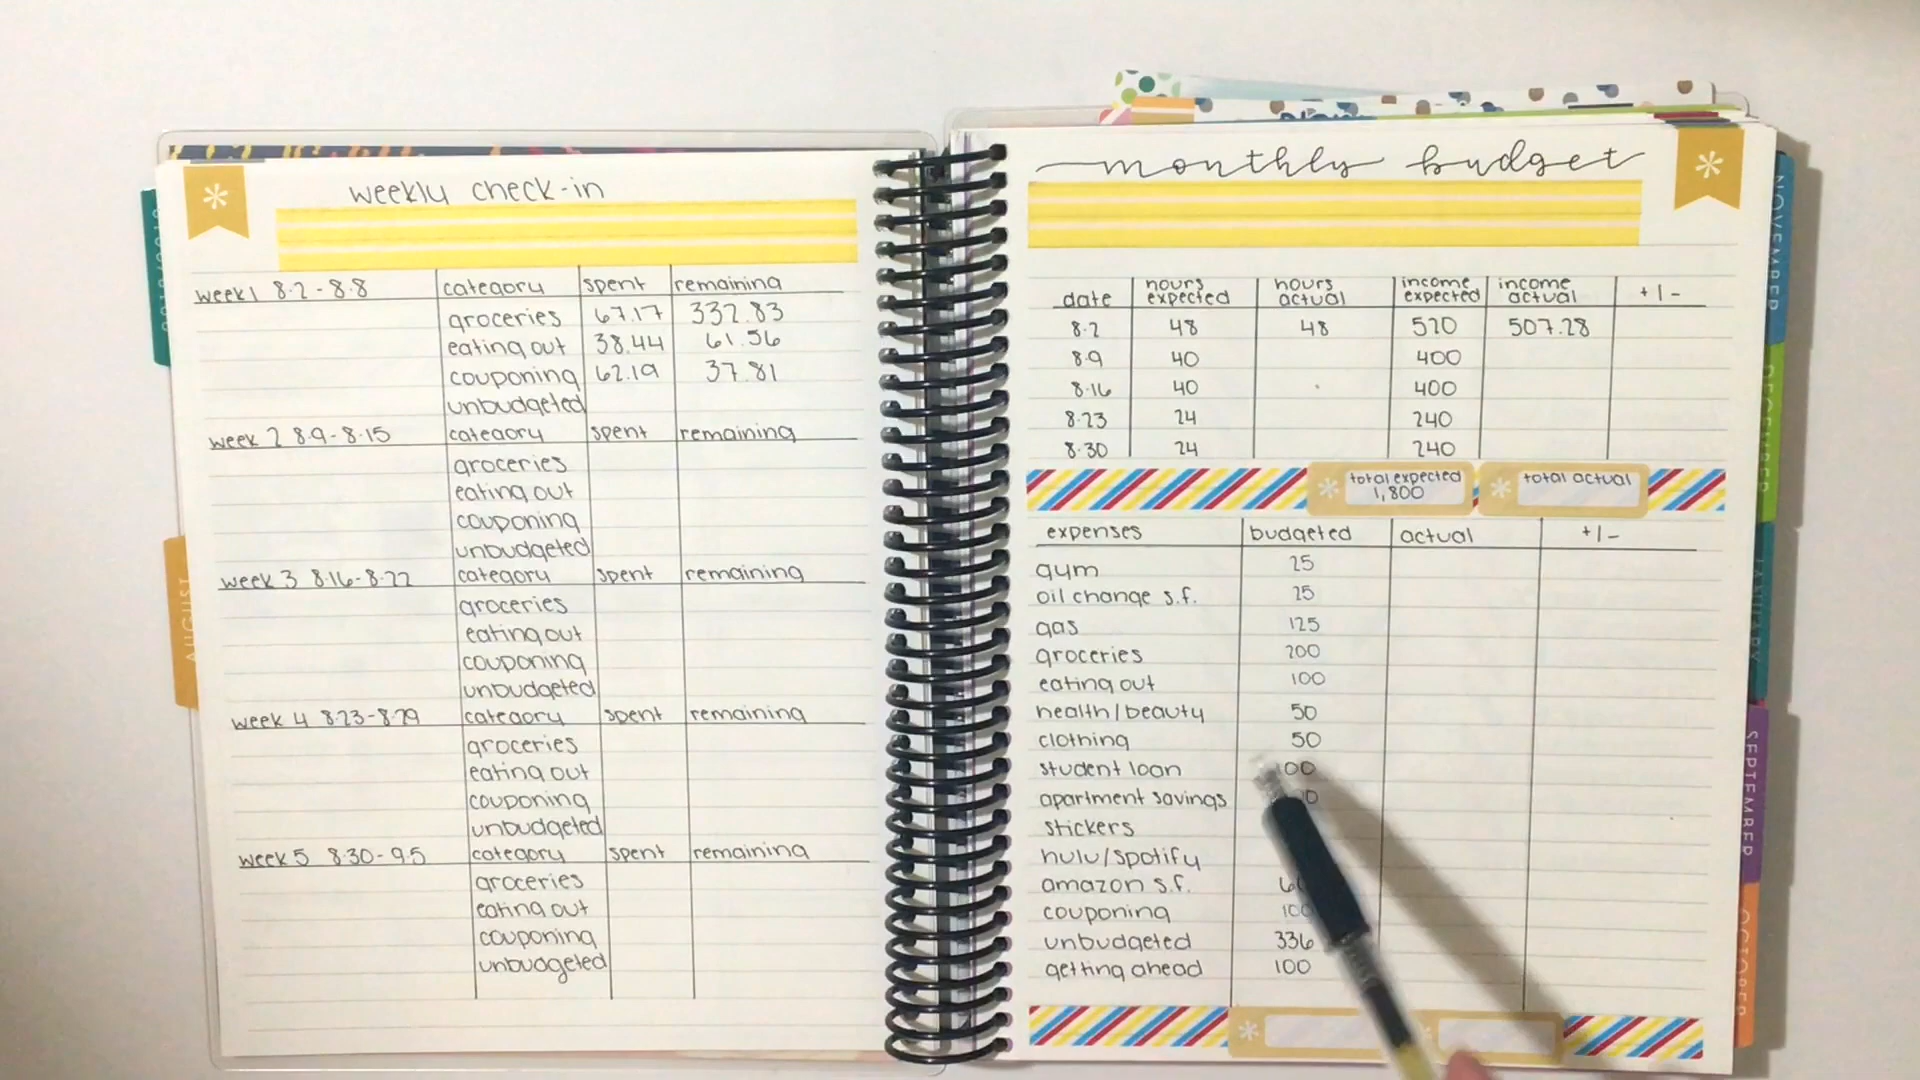 weekly check-in
week 1 8.2 - 8.8 category spent remaining
groceries 67.17 332.83
eating out 38.44 61.56
couponing 62.19 37.81
unbudgeted
week 2 8.9 - 8.15 category spent remaining
groceries
eating out
couponing
unbudgeted
week 3 8.16 - 8.22 category spent remaining
groceries
eating out
couponing
unbudgeted
week 4 8.23 - 8.29 category spent remaining
groceries
eating out
couponing
unbudgeted
week 5 8.30 - 9.5 category spent remaining
groceries
eating out
couponing
unbudgeted
AUGUST
monthly budget
date hours expected hours actual income expected income actual +/-
8.2 48 48 520 507.28
8.9 40 400
8.16 40 400
8.23 24 240
8.30 24 240
total expected
1,800
total actual
expenses budgeted actual +/-
gym 25
oil change s.f. 25
gas 125
groceries 200
eating out 100
health/beauty 50
clothing 50
student loan
apartment savings
stickers
hulu/spotify
amazon s.f.
couponing 100
unbudgeted 336
getting ahead 100
NOVEMBER
DECEMBER
JANUARY
SEPTEMBER
OCTOBER